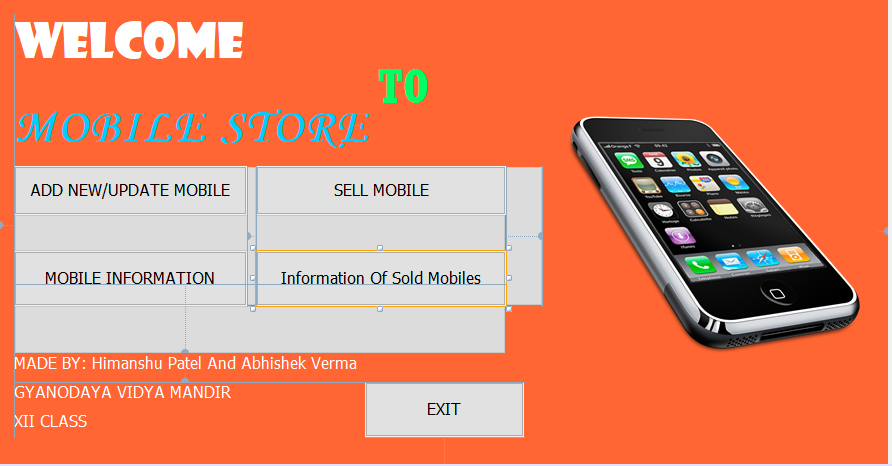 WELCOME
TO
MOBILE STORE
ADD NEW/UPDATE MOBILE
SELL MOBILE
MOBILE INFORMATION
Information Of Sold Mobiles
MADE BY: Himanshu Patel And Abhishek Verma
GYANODAYA VIDYA MANDIR
XII CLASS
EXIT